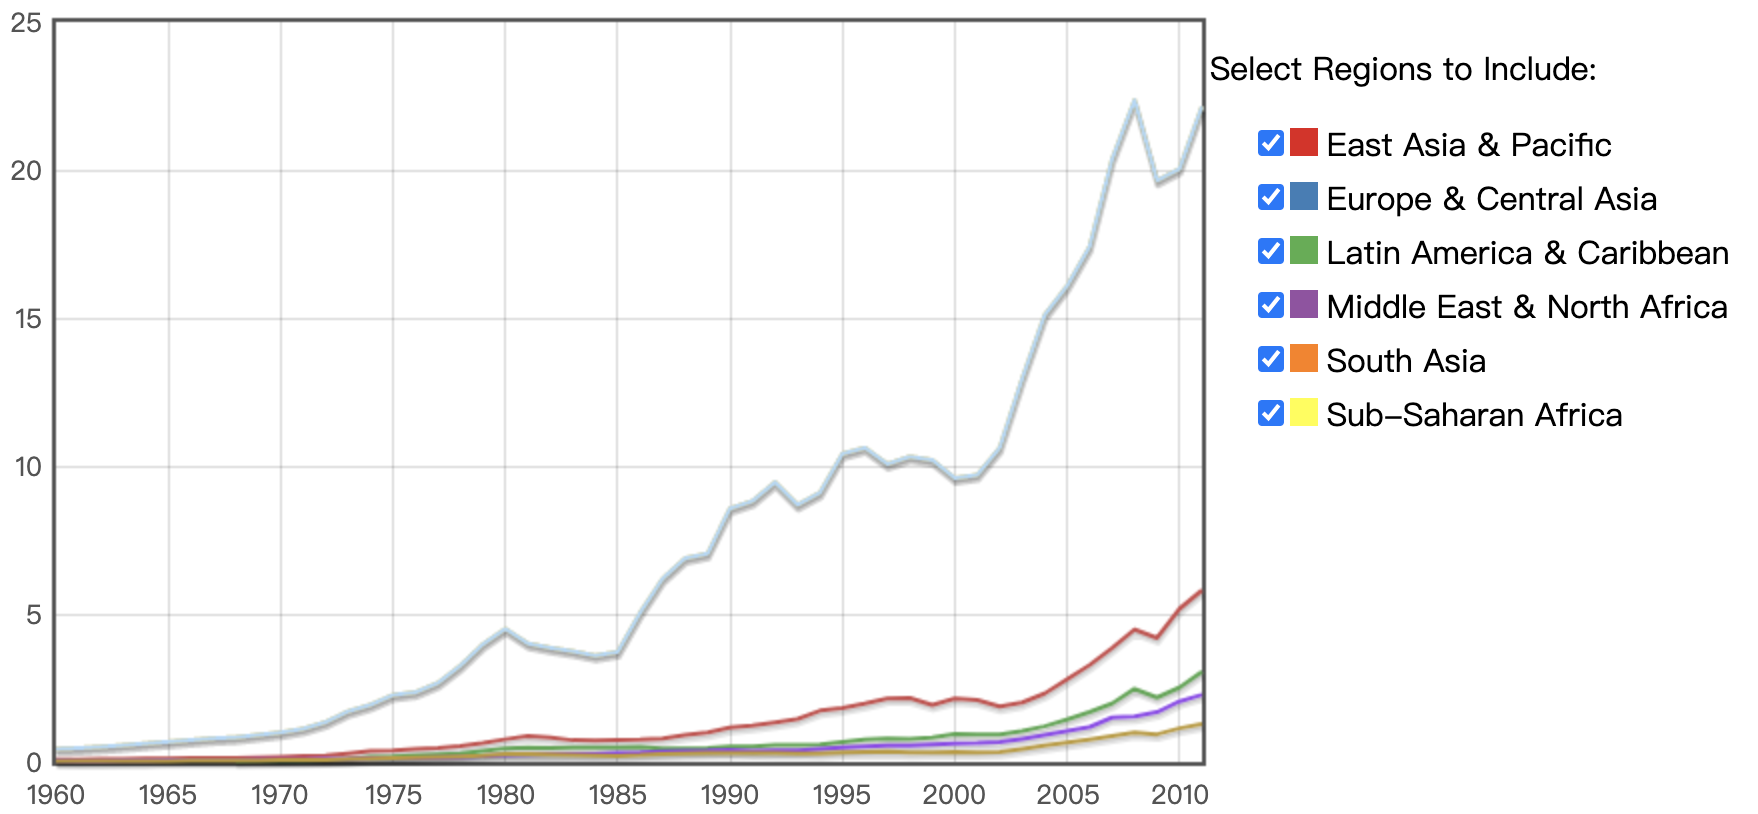 25
20
15
10
5
0
1960 1965 1970 1975 1980 1985 1990 1995 2000 2005 2010
Select Regions to Include:
East Asia & Pacific
Europe & Central Asia
Latin America & Caribbean
Middle East & North Africa
South Asia
Sub-Saharan Africa